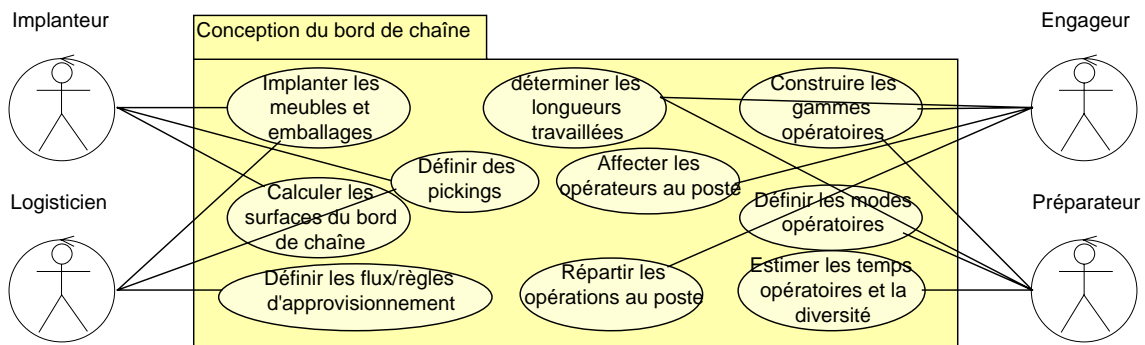 Implanteur
Engageur
Conception du bord de chaîne
Implanter les
meubles et
emballages
déterminer les
longueurs
travaillées
Construire les
gammes
opératoires
Définir des
pickings
Affecter les
opérateurs au poste
Logisticien
Calculer les
surfaces du bord
de chaîne
Définir les modes
opératoires
Préparateur
Définir les flux/règles
d'approvisionnement
Répartir les
opérations au poste
Estimer les temps
opératoires et la
diversité